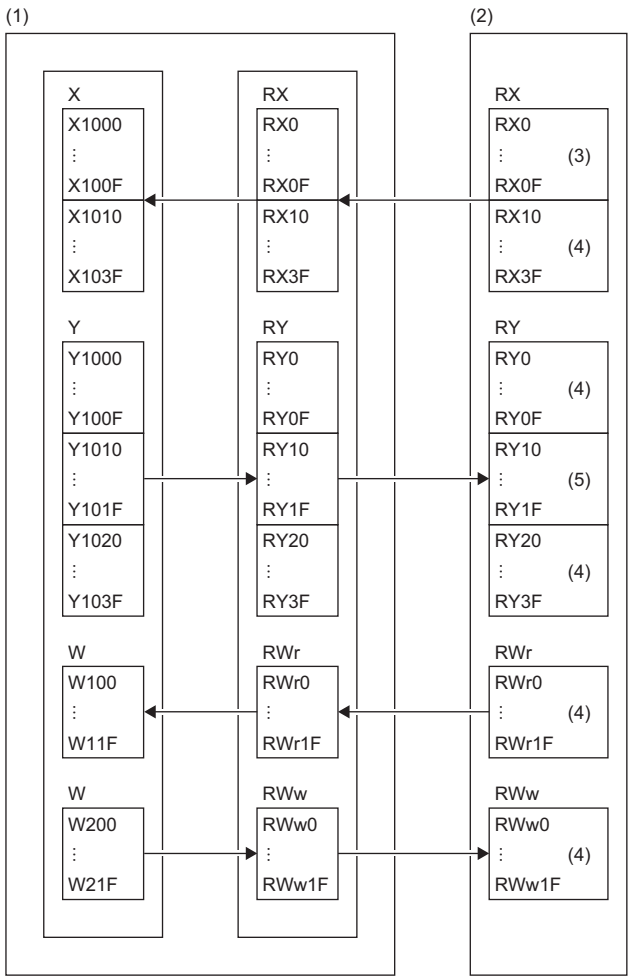 (1) (2)
X RX RX
X1000 RX0 RX0
⋮ ⋮ ⋮ (3)
X100F RX0F RX0F
X1010 RX10 RX10
⋮ ⋮ ⋮ (4)
X103F RX3F RX3F
Y RY RY
Y1000 RY0 RY0
⋮ ⋮ ⋮ (4)
Y100F RY0F RY0F
Y1010 RY10 RY10
⋮ ⋮ ⋮ (5)
Y101F RY1F RY1F
Y1020 RY20 RY20
⋮ ⋮ ⋮ (4)
Y103F RY3F RY3F
W RWr RWr
W100 RWr0 RWr0
⋮ ⋮ ⋮ (4)
W11F RWr1F RWr1F
W RWw RWw
W200 RWw0 RWw0
⋮ ⋮ ⋮ (4)
W21F RWw1F RWw1F